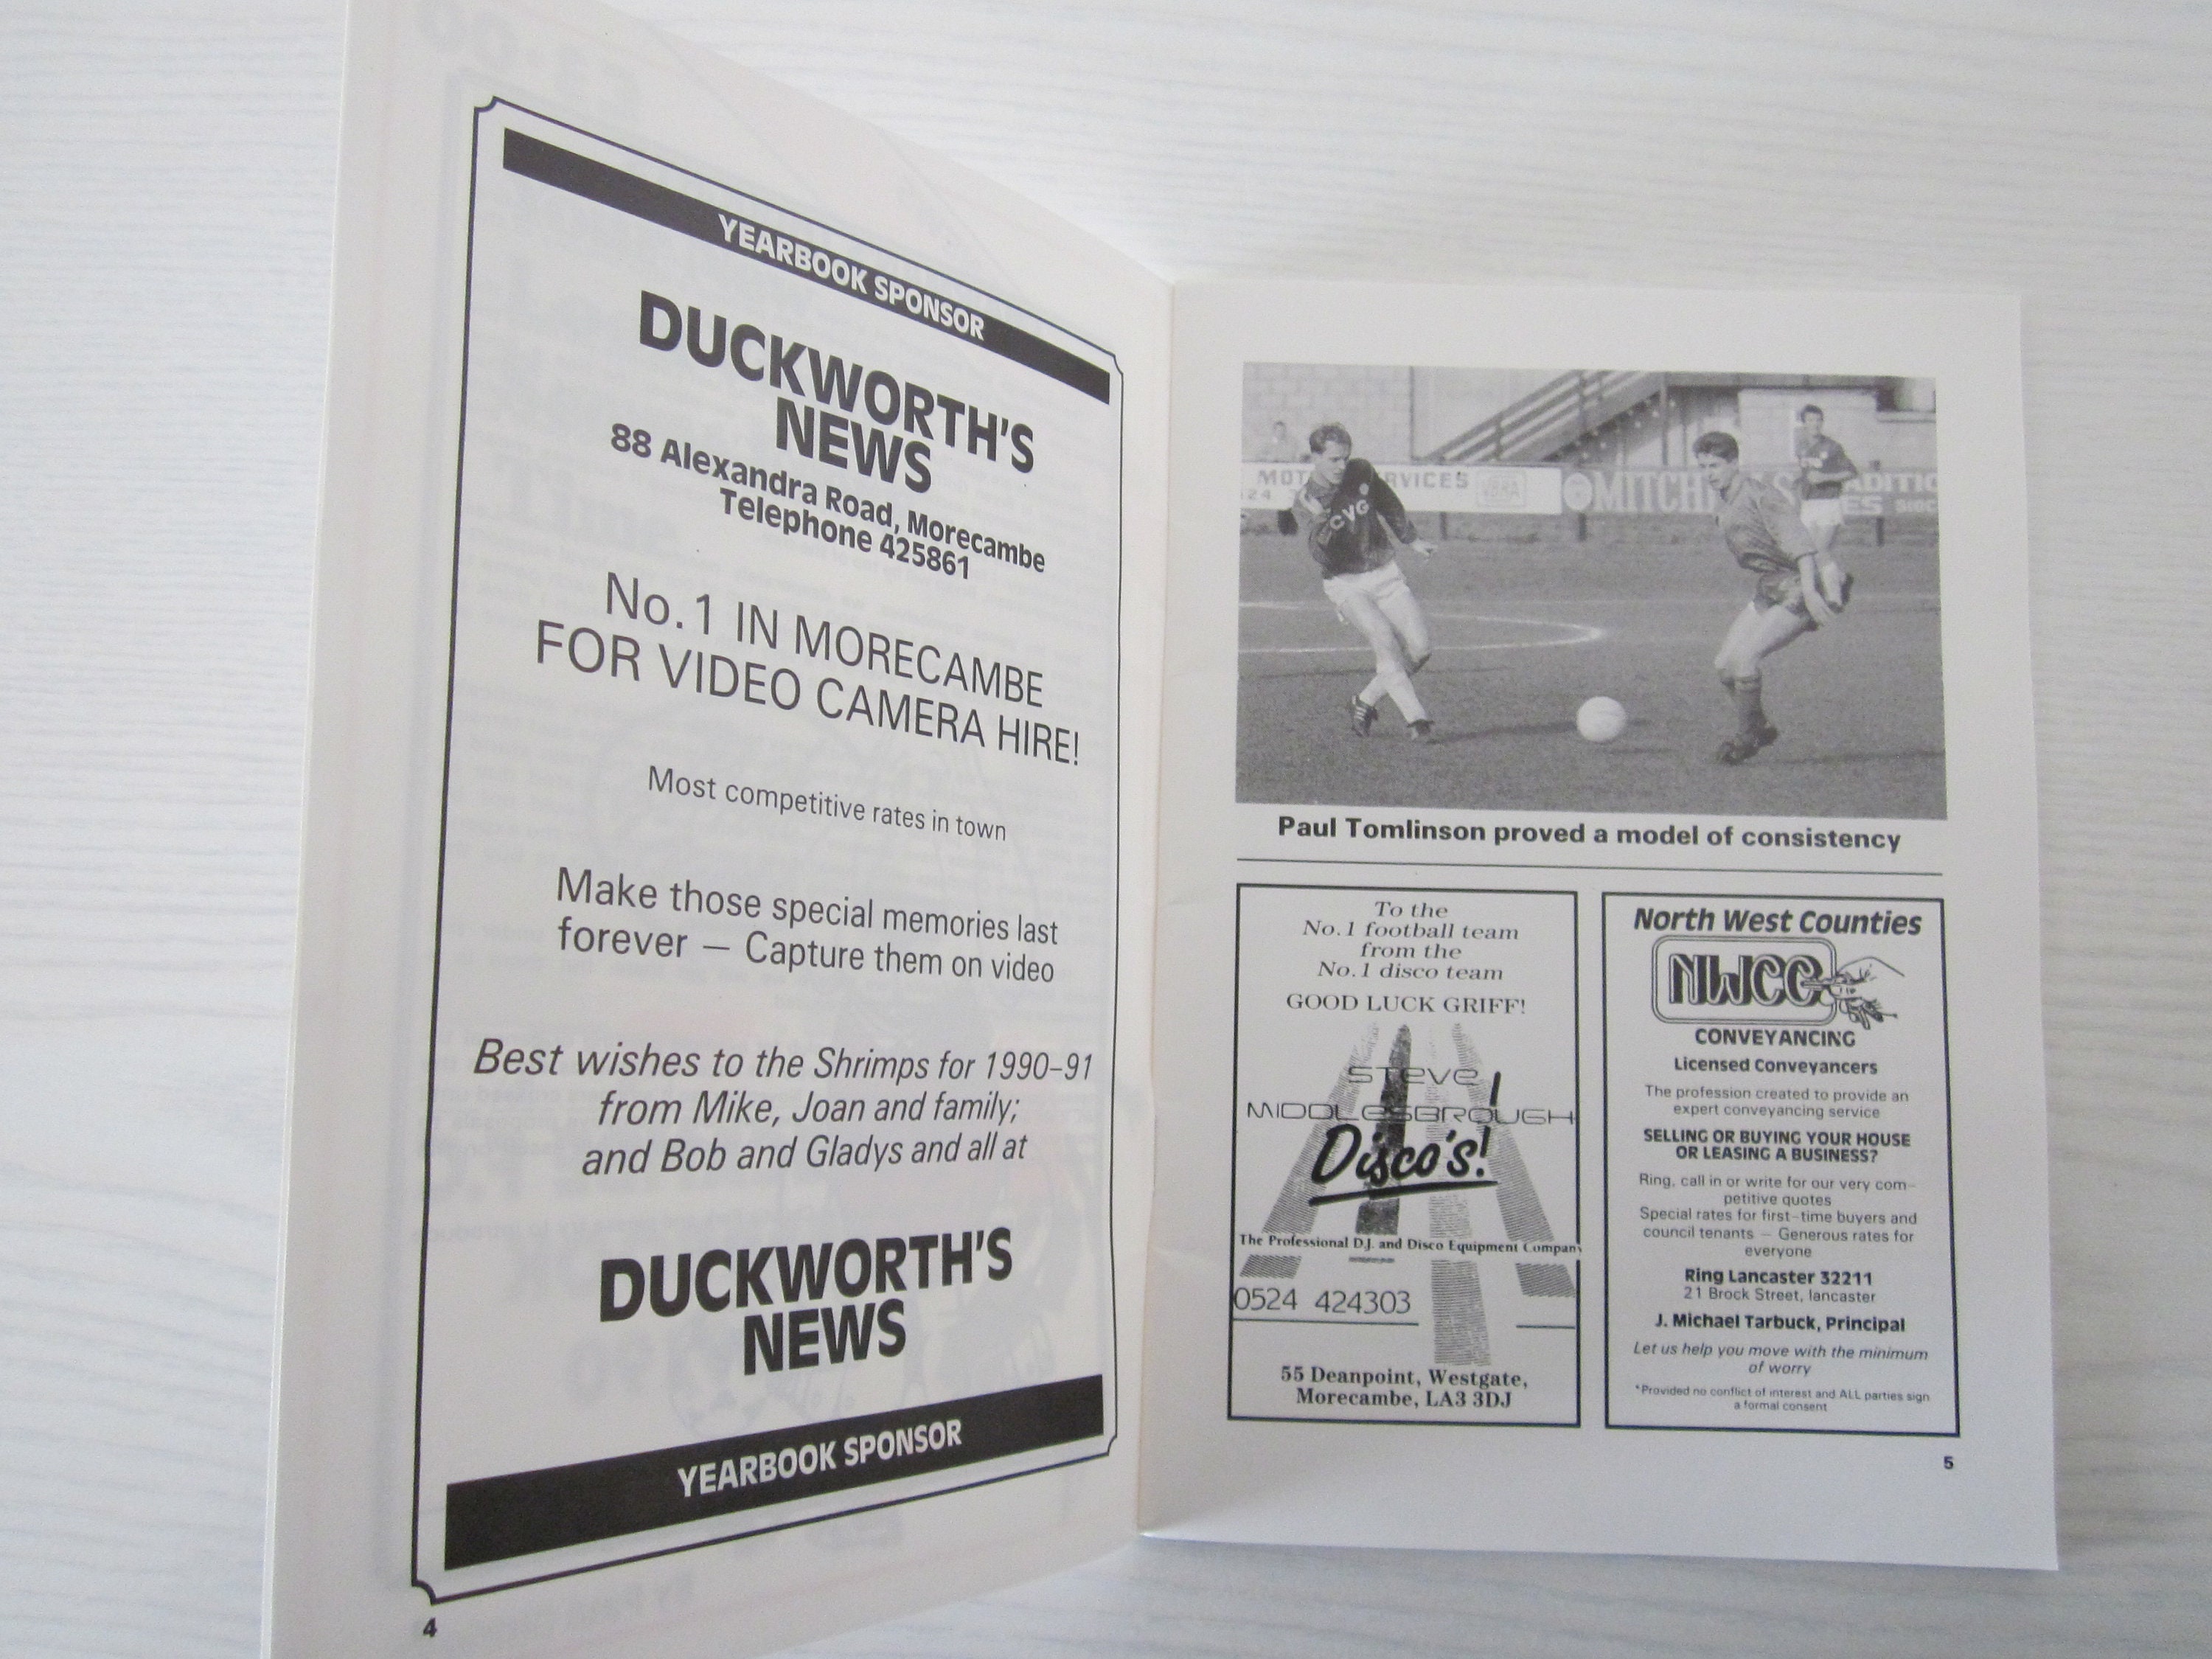 YEARBOOK SPONSOR
DUCKWORTH'S
NEWS
88 Alexandra Road, Morecambe
Telephone 425861
No.1 IN MORECAMBE
FOR VIDEO CAMERA HIRE!
Most competitive rates in town
Make those special memories last
forever — Capture them on video
Best wishes to the Shrimps for 1990-91
from Mike, Joan and family;
and Bob and Gladys and all at
DUCKWORTH'S
NEWS
YEARBOOK SPONSOR
4
CVG
Paul Tomlinson proved a model of consistency
To the
No.1 football team
from the
No.1 disco team
GOOD LUCK GRIFF!
STEVE
MIDDLESBROUGH
Disco's!
The Professional D.J. and Disco Equipment Company
0524 424303
55 Deanpoint, Westgate,
Morecambe, LA3 3DJ
North West Counties
NWCC
CONVEYANCING
Licensed Conveyancers
The profession created to provide an
expert conveyancing service
SELLING OR BUYING YOUR HOUSE
OR LEASING A BUSINESS?
Ring, call in or write for our very com-
petitive quotes
Special rates for first-time buyers and
council tenants — Generous rates for
everyone
Ring Lancaster 32211
21 Brock Street, lancaster
J. Michael Tarbuck, Principal
Let us help you move with the minimum
of worry
*Provided no conflict of interest and ALL parties sign
a formal consent
5